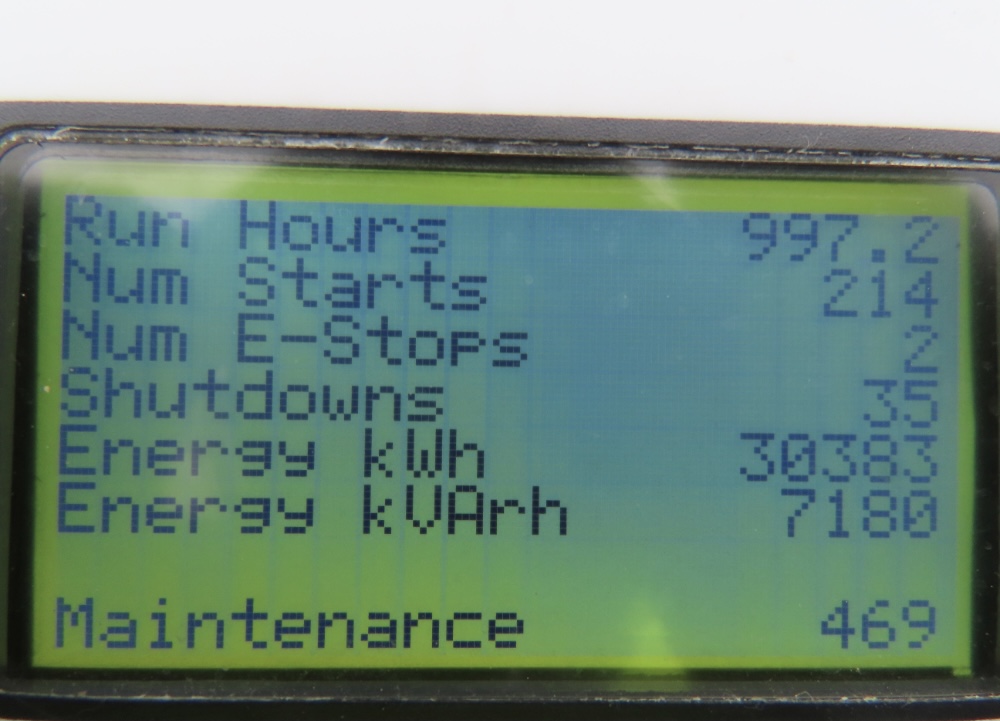 Run Hours 997.2
Num Starts 214
Num E-Stops 2
Shutdowns 35
Energy kWh 30383
Energy kVArh 7180
Maintenance 469